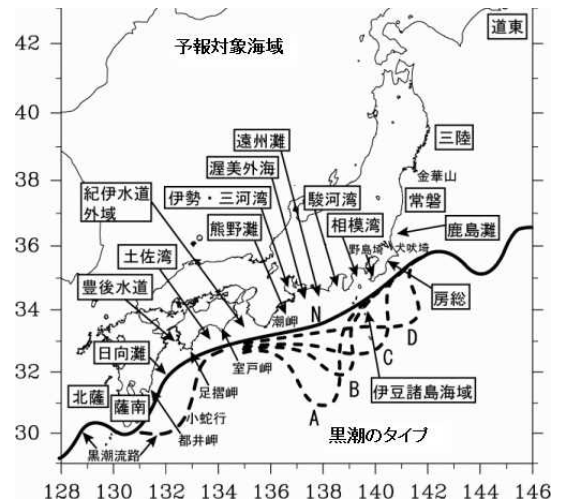 予報対象海域
道東
42
40
38
36
34
32
30
三陸
金華山
常磐
鹿島灘
犬吠埼
野島埼
房総
遠州灘
渥美外海
伊勢・三河湾
駿河湾
相模湾
熊野灘
紀伊水道
外域
土佐湾
豊後水道
日向灘
北薩
薩南
潮岬
室戸岬
足摺岬
小蛇行
都井岬
黒潮流路
N
A
B
C
D
伊豆諸島海域
黒潮のタイプ
128 130 132 134 136 138 140 142 144 146